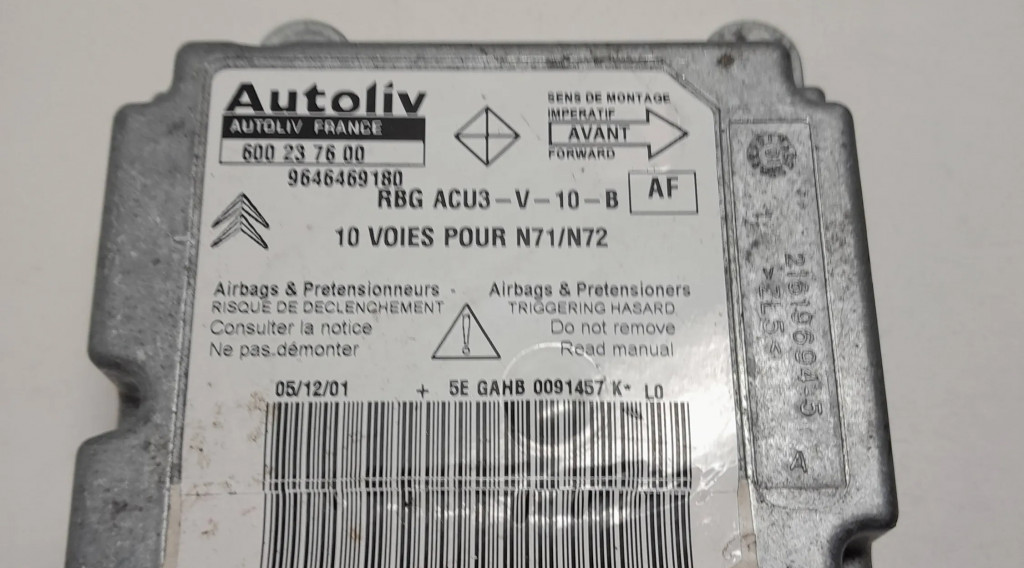 Autoliv
AUTOLIV FRANCE
600 23 76 00
9646469180
SENS DE MONTAGE
IMPERATIF
AVANT
FORWARD
RBG ACU3-V-10-B
AF
10 VOIES POUR N71/N72
Airbags & Pretensionneurs
RISQUE DE DECLENCHEMENT
Consulter la notice
Ne pas démonter
Airbags & Pretensioners
TRIGGERING HASARD
Do not remove
Read manual
!
05/12/01 + 5E GAHB 0091457 K* L0